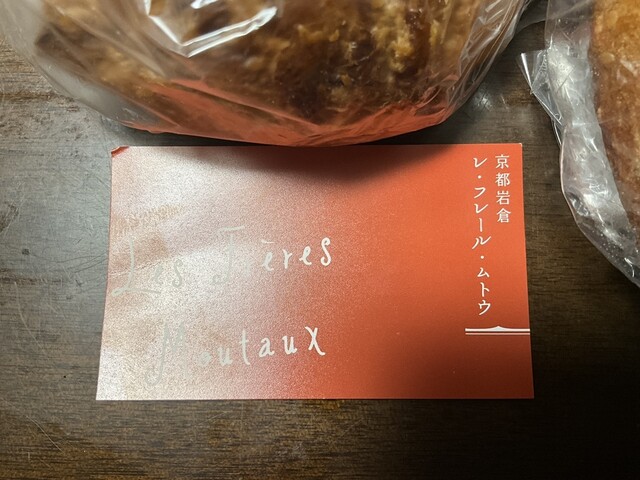 京都岩倉
レ・フレール・ムトウ
Les Frères
Moutaux